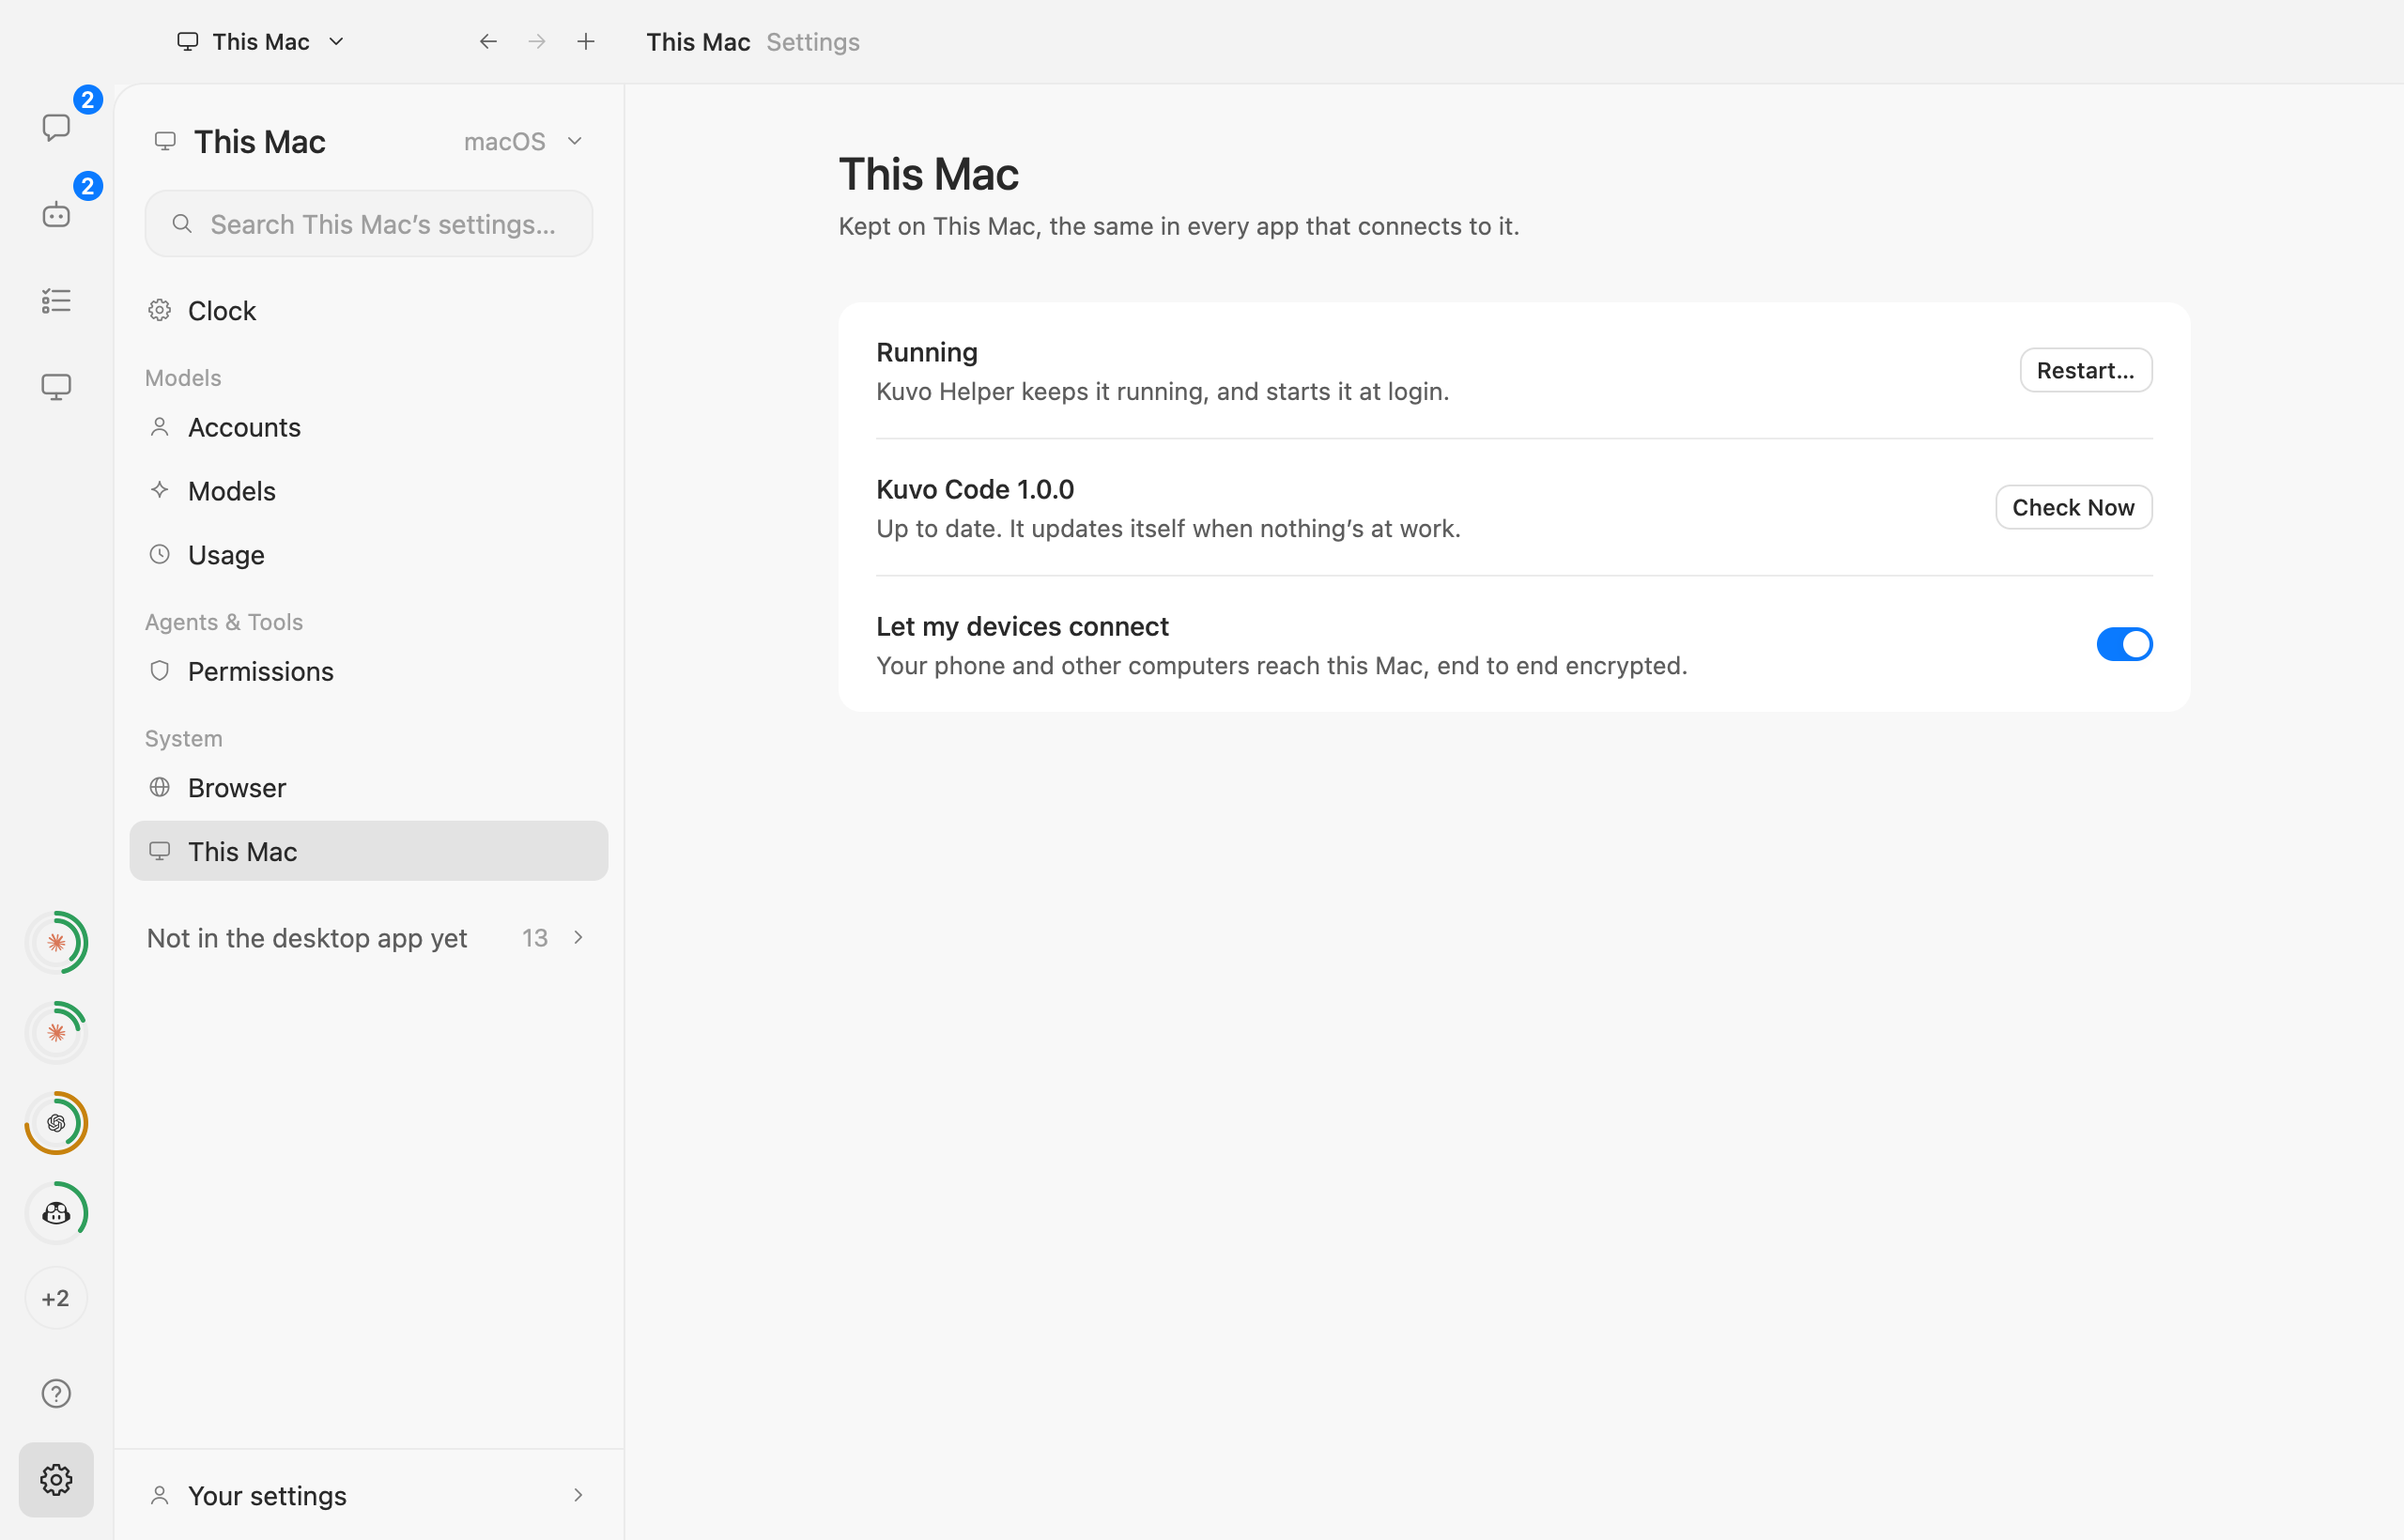 This Mac
This Mac Settings
2
2
This Mac macOS
Search This Mac’s settings...
Clock
Models
Accounts
Models
Usage
Agents & Tools
Permissions
System
Browser
This Mac
Not in the desktop app yet 13
+2
Your settings
This Mac
Kept on This Mac, the same in every app that connects to it.
Running
Kuvo Helper keeps it running, and starts it at login.
Restart...
Kuvo Code 1.0.0
Up to date. It updates itself when nothing’s at work.
Check Now
Let my devices connect
Your phone and other computers reach this Mac, end to end encrypted.